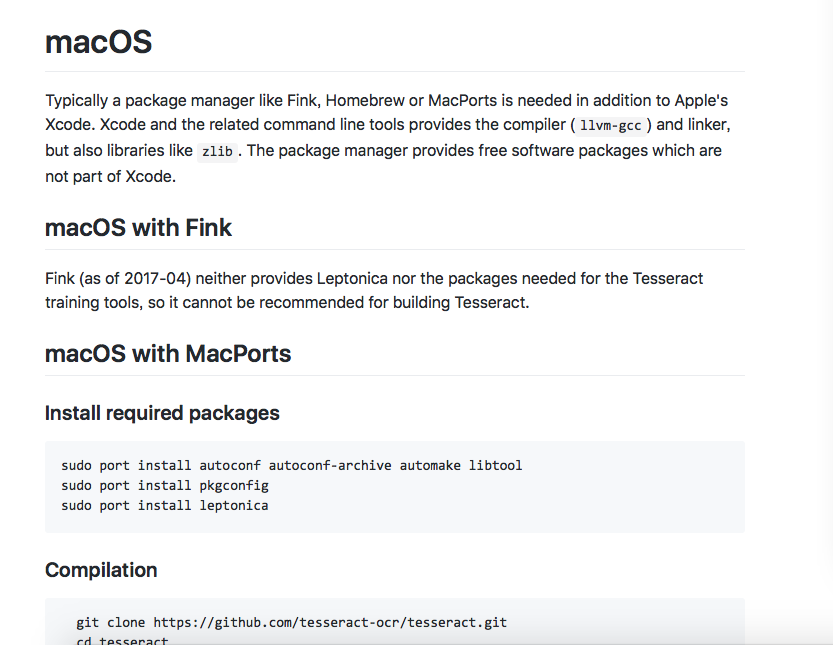 macOS
Typically a package manager like Fink, Homebrew or MacPorts is needed in addition to Apple's
Xcode. Xcode and the related command line tools provides the compiler ( llvm-gcc ) and linker,
but also libraries like zlib . The package manager provides free software packages which are
not part of Xcode.
macOS with Fink
Fink (as of 2017-04) neither provides Leptonica nor the packages needed for the Tesseract
training tools, so it cannot be recommended for building Tesseract.
macOS with MacPorts
Install required packages
sudo port install autoconf autoconf-archive automake libtool
sudo port install pkgconfig
sudo port install leptonica
Compilation
git clone https://github.com/tesseract-ocr/tesseract.git
cd tesseract